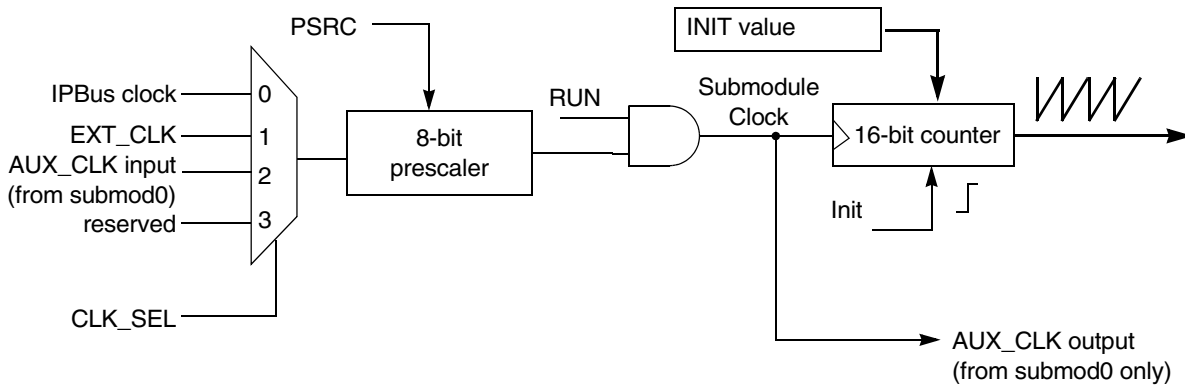 PSRC
INIT value
IPBus clock
0
RUN
Submodule
Clock
EXT_CLK
1
8-bit
prescaler
16-bit counter
AUX_CLK input
(from submod0)
2
reserved
3
Init
CLK_SEL
AUX_CLK output
(from submod0 only)